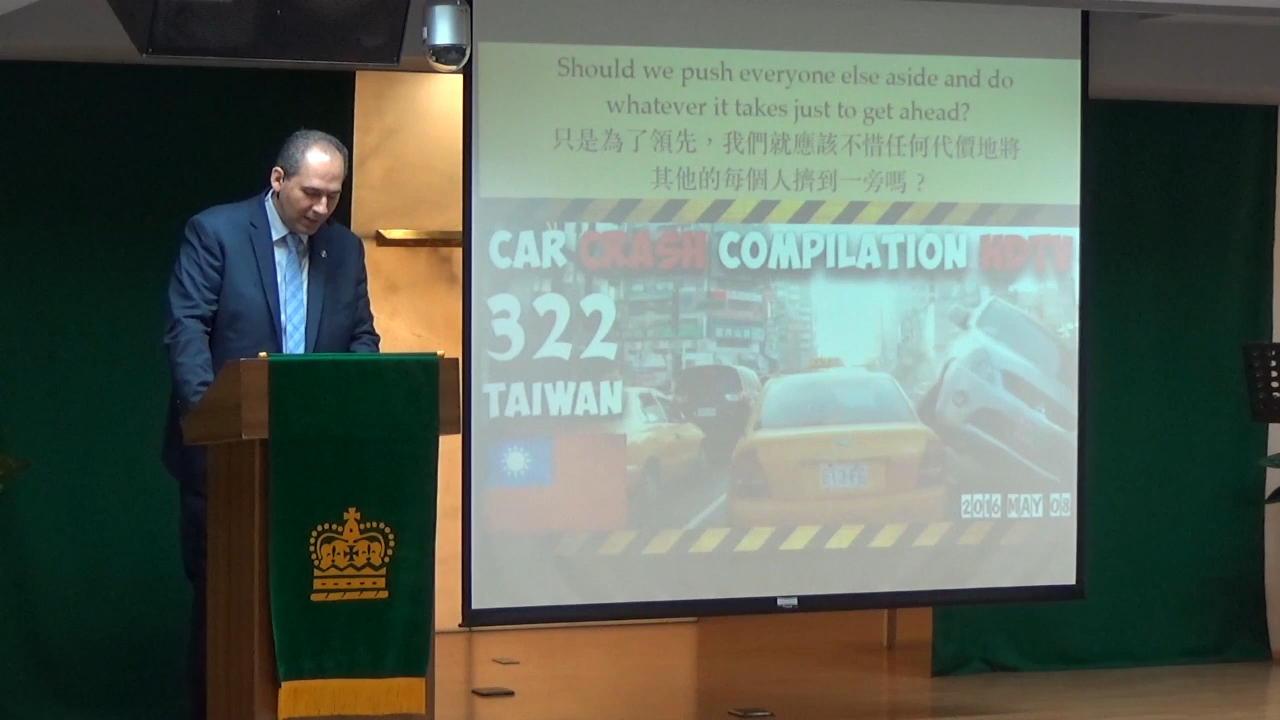 Should we push everyone else aside and do
whatever it takes just to get ahead?
只是為了領先，我們就應該不惜任何代價地將
其他的每個人擠到一旁嗎？
CAR CRASH COMPILATION HDTV
322
TAIWAN
2016 MAY 08